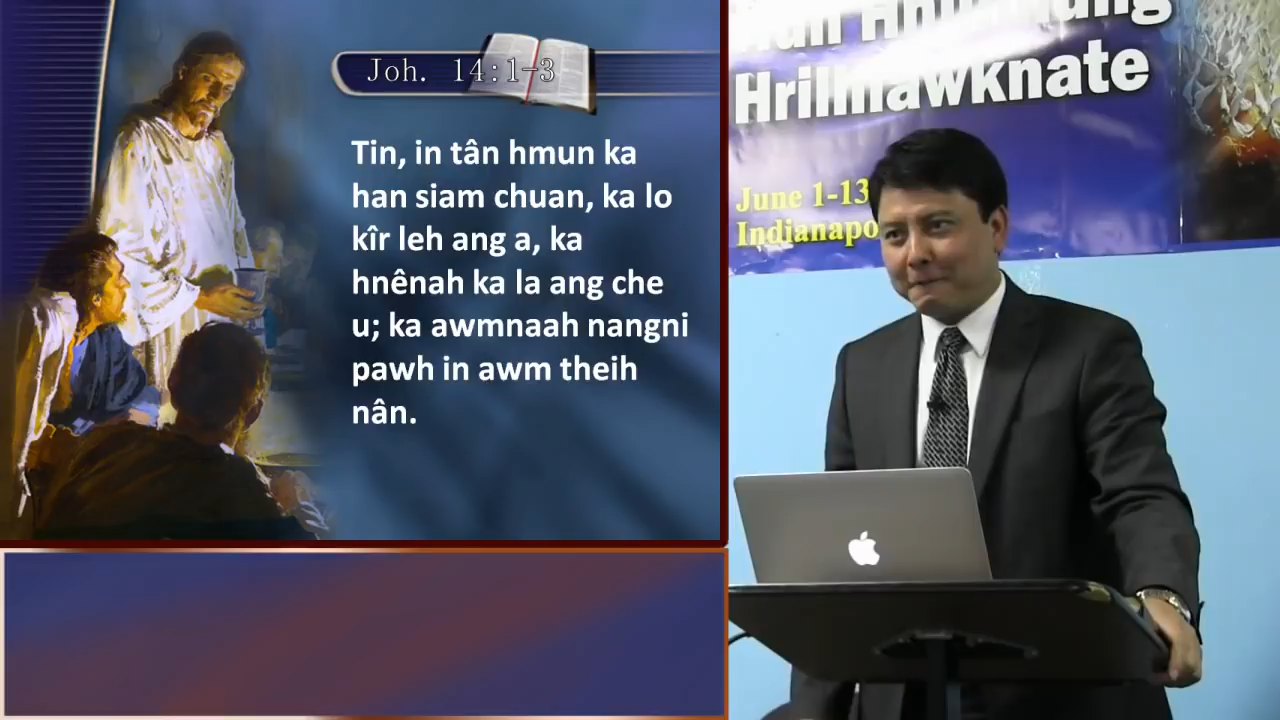 Joh. 14:1-3
Tin, in tân hmun ka
han siam chuan, ka lo
kîr leh ang a, ka
hnênah ka la ang che
u; ka awmnaah nangni
pawh in awm theih
nân.
Hrilhlawknate
June 1-13